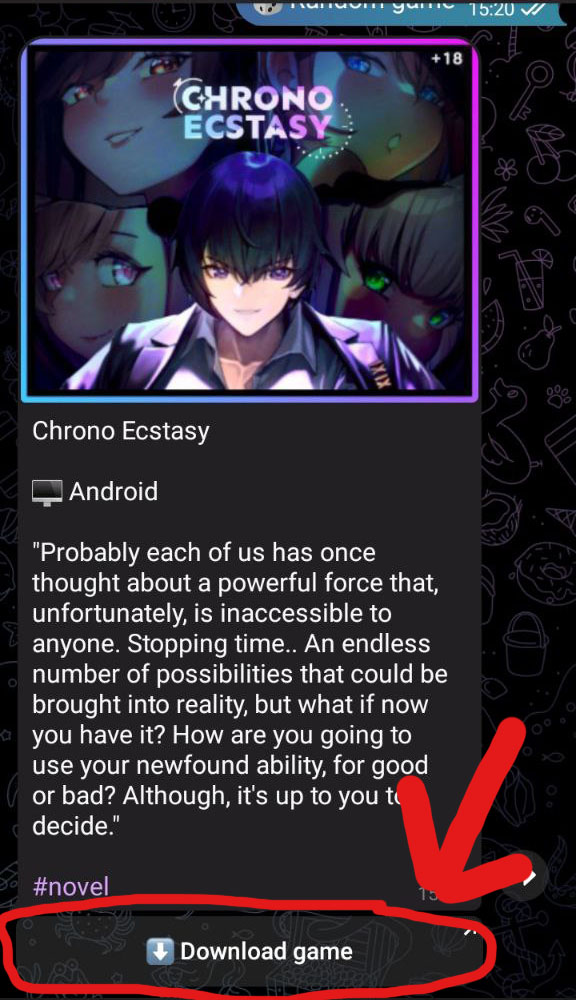 Random game 15:20
+18
CHRONO
ECSTASY
Chrono Ecstasy
Android
"Probably each of us has once
thought about a powerful force that,
unfortunately, is inaccessible to
anyone. Stopping time.. An endless
number of possibilities that could be
brought into reality, but what if now
you have it? How are you going to
use your newfound ability, for good
or bad? Although, it's up to you to
decide."
#novel
Download game